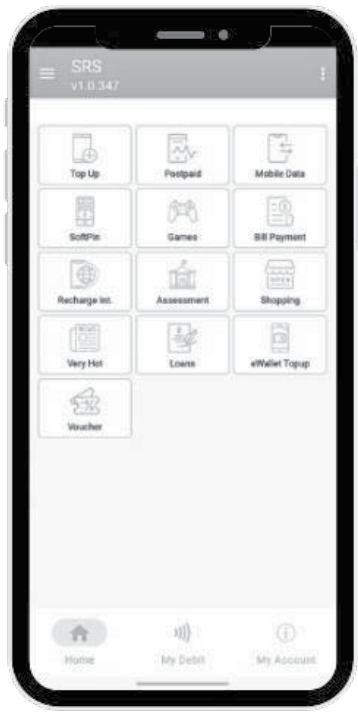 SRS
v1.0.347
Top Up
Postpaid
Mobile Data
SoftPin
Games
Bill Payment
Recharge Int.
Assessment
Shopping
Very Hot
Loans
eWallet Topup
Voucher
Home
My Debit
My Account